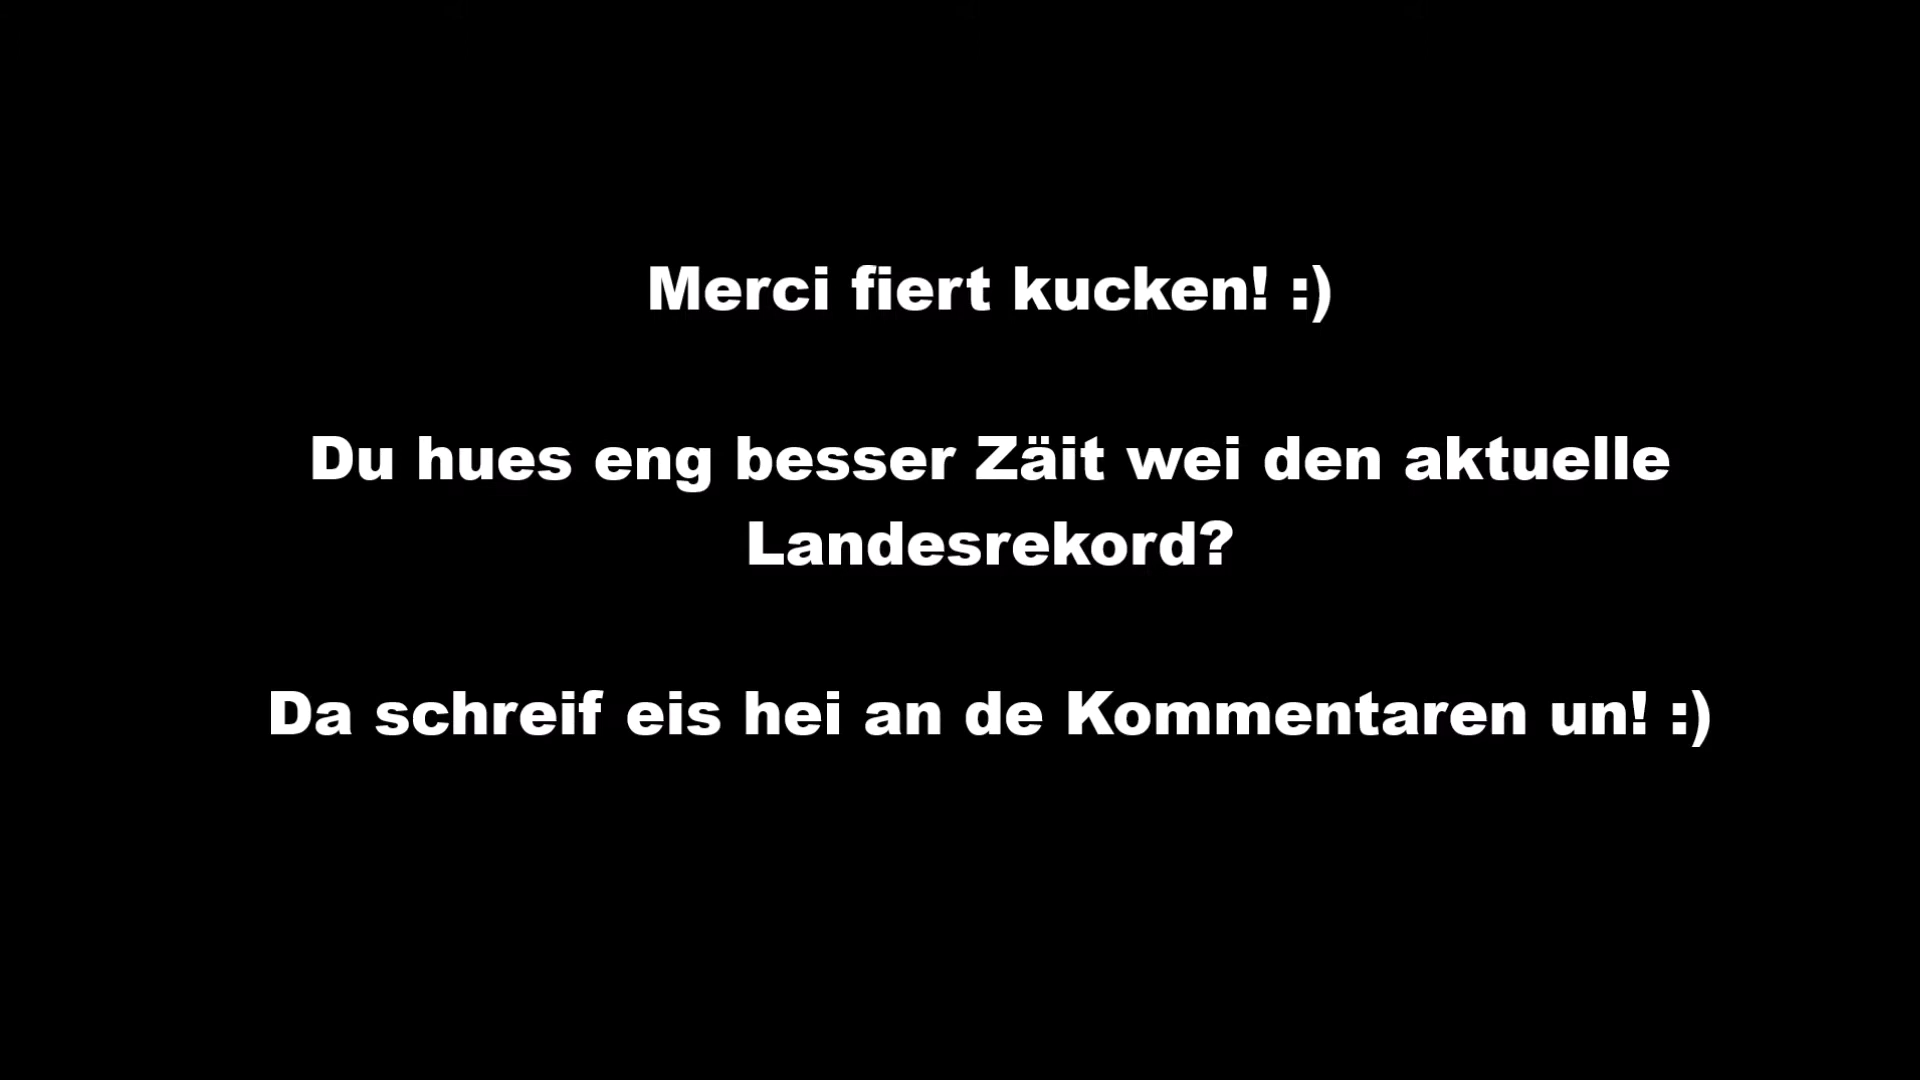 Merci fiert kucken! :)
Du hues eng besser Zäit wei den aktuelle
Landesrekord?
Da schreif eis hei an de Kommentaren un! :)